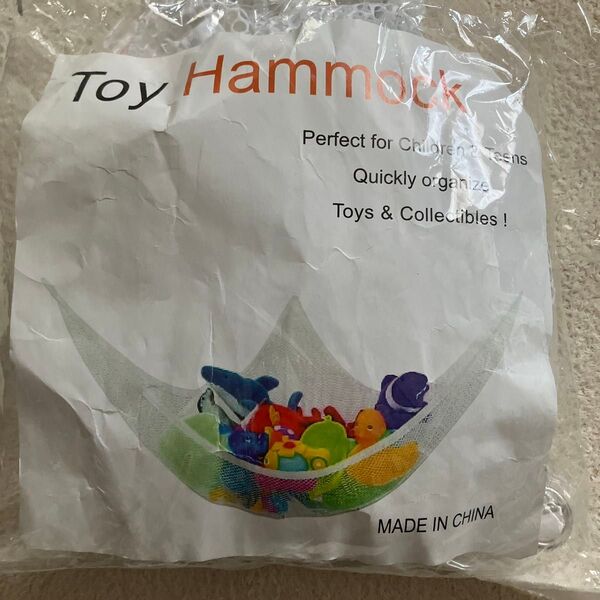 Toy Hammock
Perfect for Children & Teens
Quickly organize
Toys & Collectibles !
MADE IN CHINA